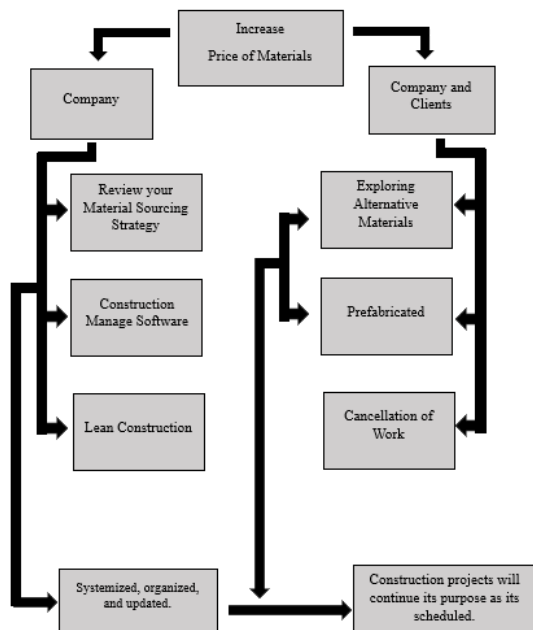 Increase
Price of Materials
Company
Company and
Clients
Review your
Material Sourcing
Strategy
Exploring
Alternative
Materials
Construction
Manage Software
Prefabricated
Lean Construction
Cancellation of
Work
Systemized, organized,
and updated.
Construction projects will
continue its purpose as its
scheduled.